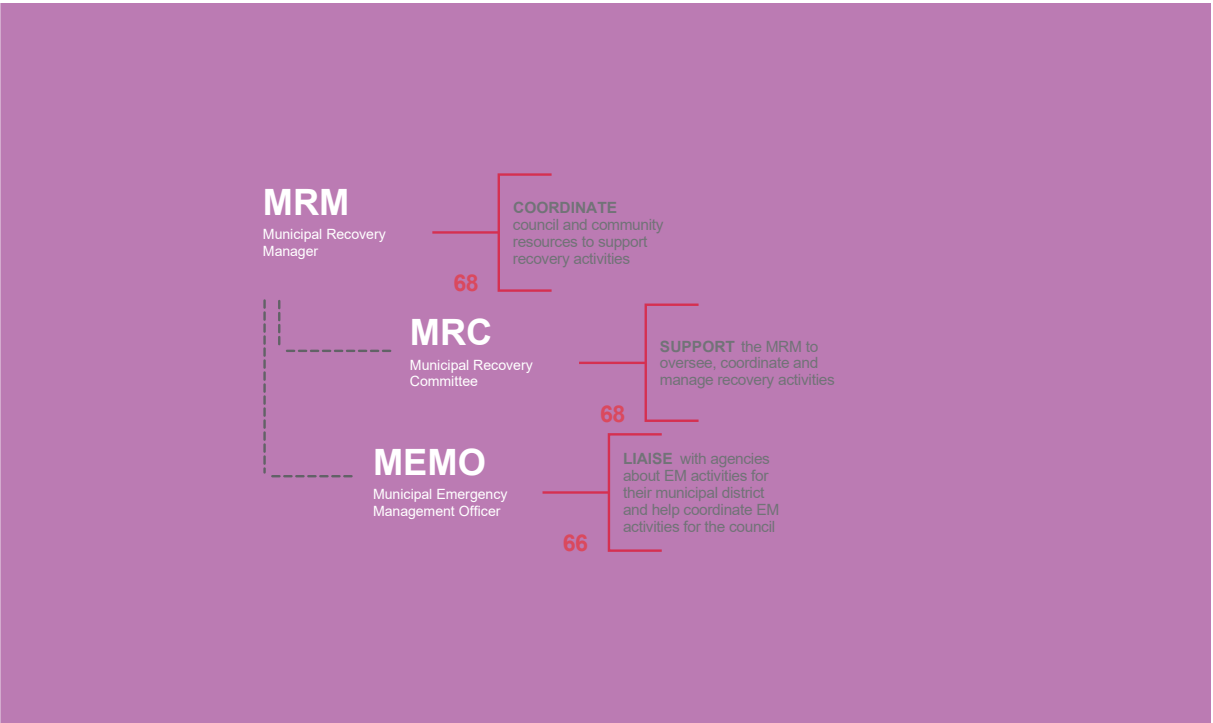 MRM
Municipal Recovery
Manager
COORDINATE
council and community
resources to support
recovery activities
68
MRC
Municipal Recovery
Committee
SUPPORT the MRM to
oversee, coordinate and
manage recovery activities
68
MEMO
Municipal Emergency
Management Officer
LIAISE with agencies
about EM activities for
their municipal district
and help coordinate EM
activities for the council
66